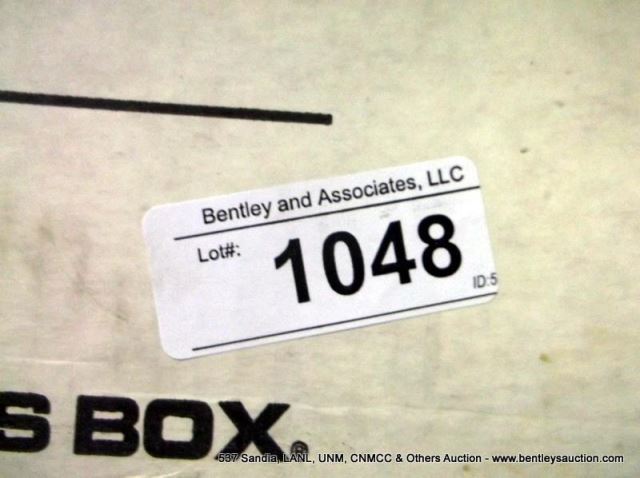 Bentley and Associates, LLC
Lot#: 1048
ID:5
S BOX®
537 Sandia, LANL, UNM, CNMCC & Others Auction - www.bentleysauction.com